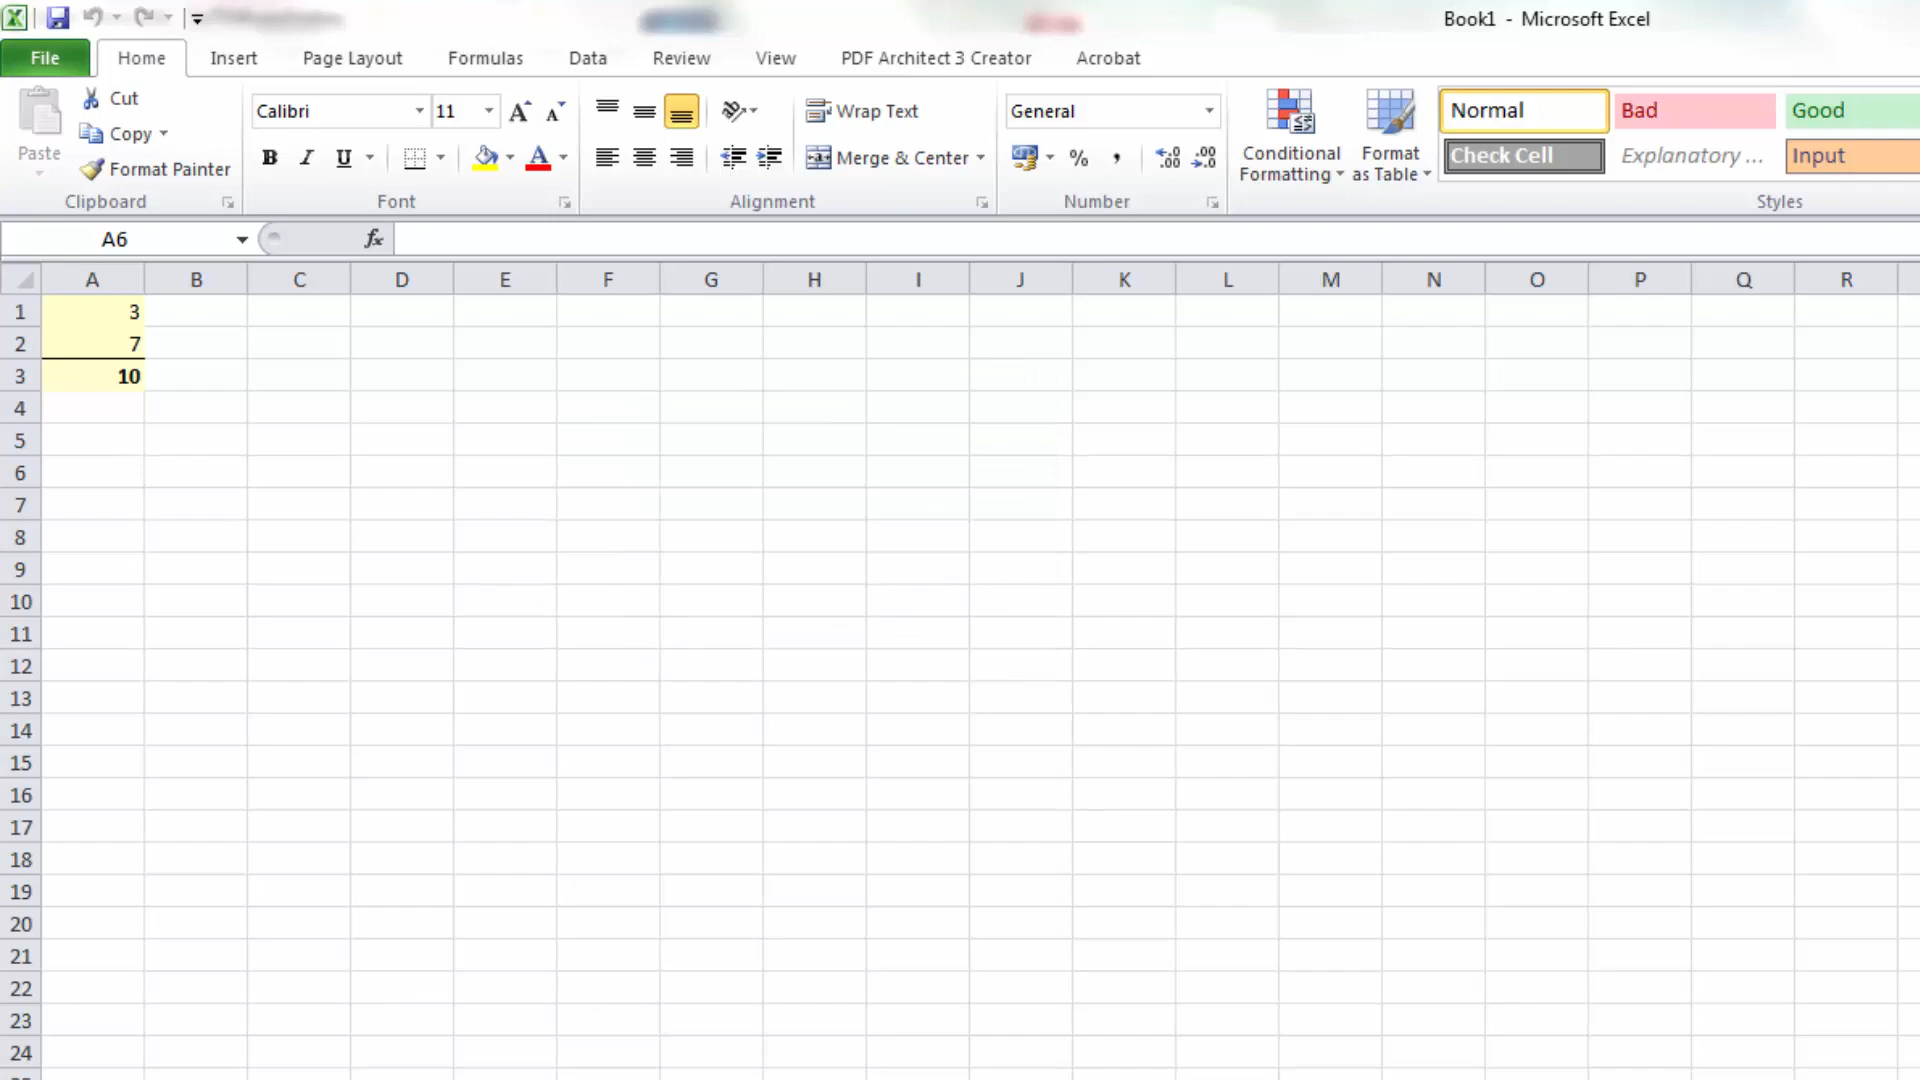 Book1 - Microsoft Excel
File Home Insert Page Layout Formulas Data Review View PDF Architect 3 Creator Acrobat
Paste
Cut
Copy
Format Painter
Clipboard
Calibri 11
B I U A
Font
Wrap Text
Merge & Center
Alignment
General
% ,
Number
Conditional Formatting
Format as Table
Normal Bad Good
Check Cell Explanatory ... Input
Styles
A6 fx
A B C D E F G H I J K L M N O P Q R
1 3
2 7
3 10
4
5
6
7
8
9
10
11
12
13
14
15
16
17
18
19
20
21
22
23
24